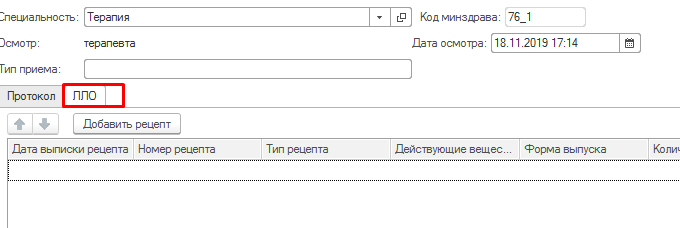 Специальность: Терапия Код минздрава: 76_1
Осмотр: терапевта Дата осмотра: 18.11.2019 17:14
Тип приема:
Протокол ЛЛО
Добавить рецепт
Дата выписки рецепта Номер рецепта Тип рецепта Действующие вещес... Форма выпуска Колич